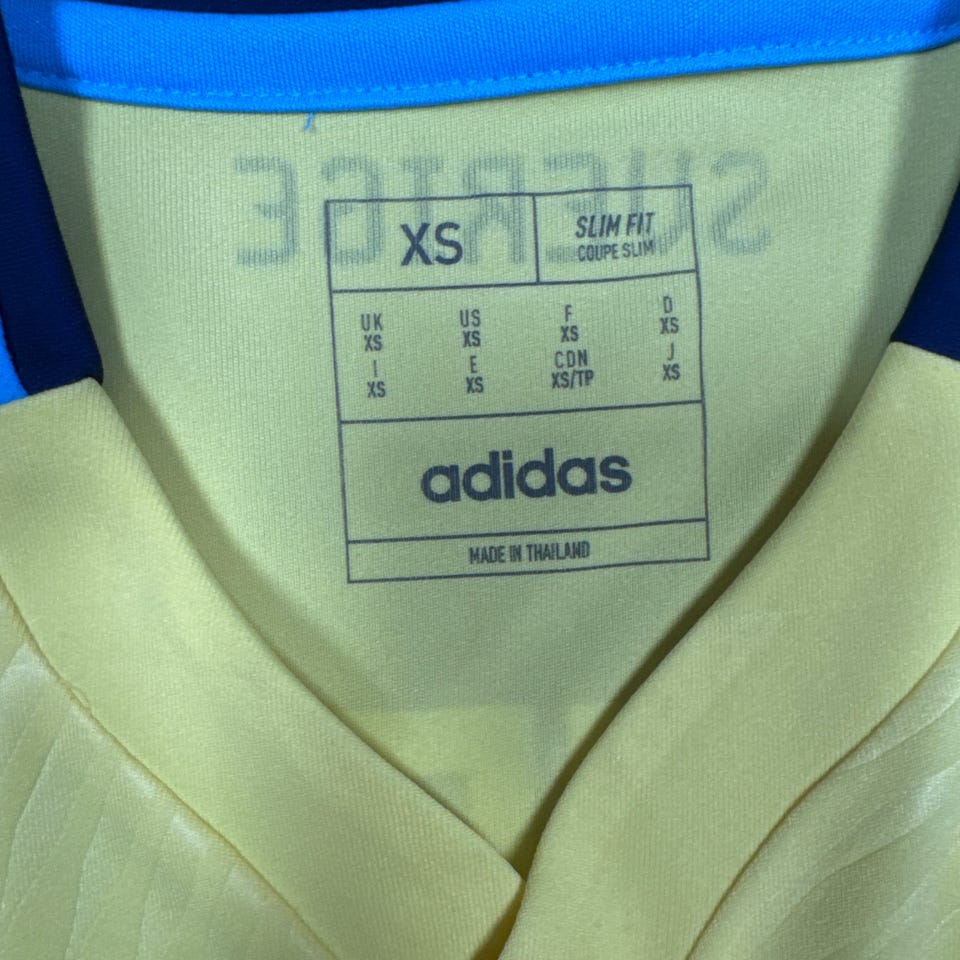 SVERIGE
XS
SLIM FIT
COUPE SLIM
UK US F D
XS XS XS XS
I E CDN J
XS XS XS/TP XS
adidas
MADE IN THAILAND